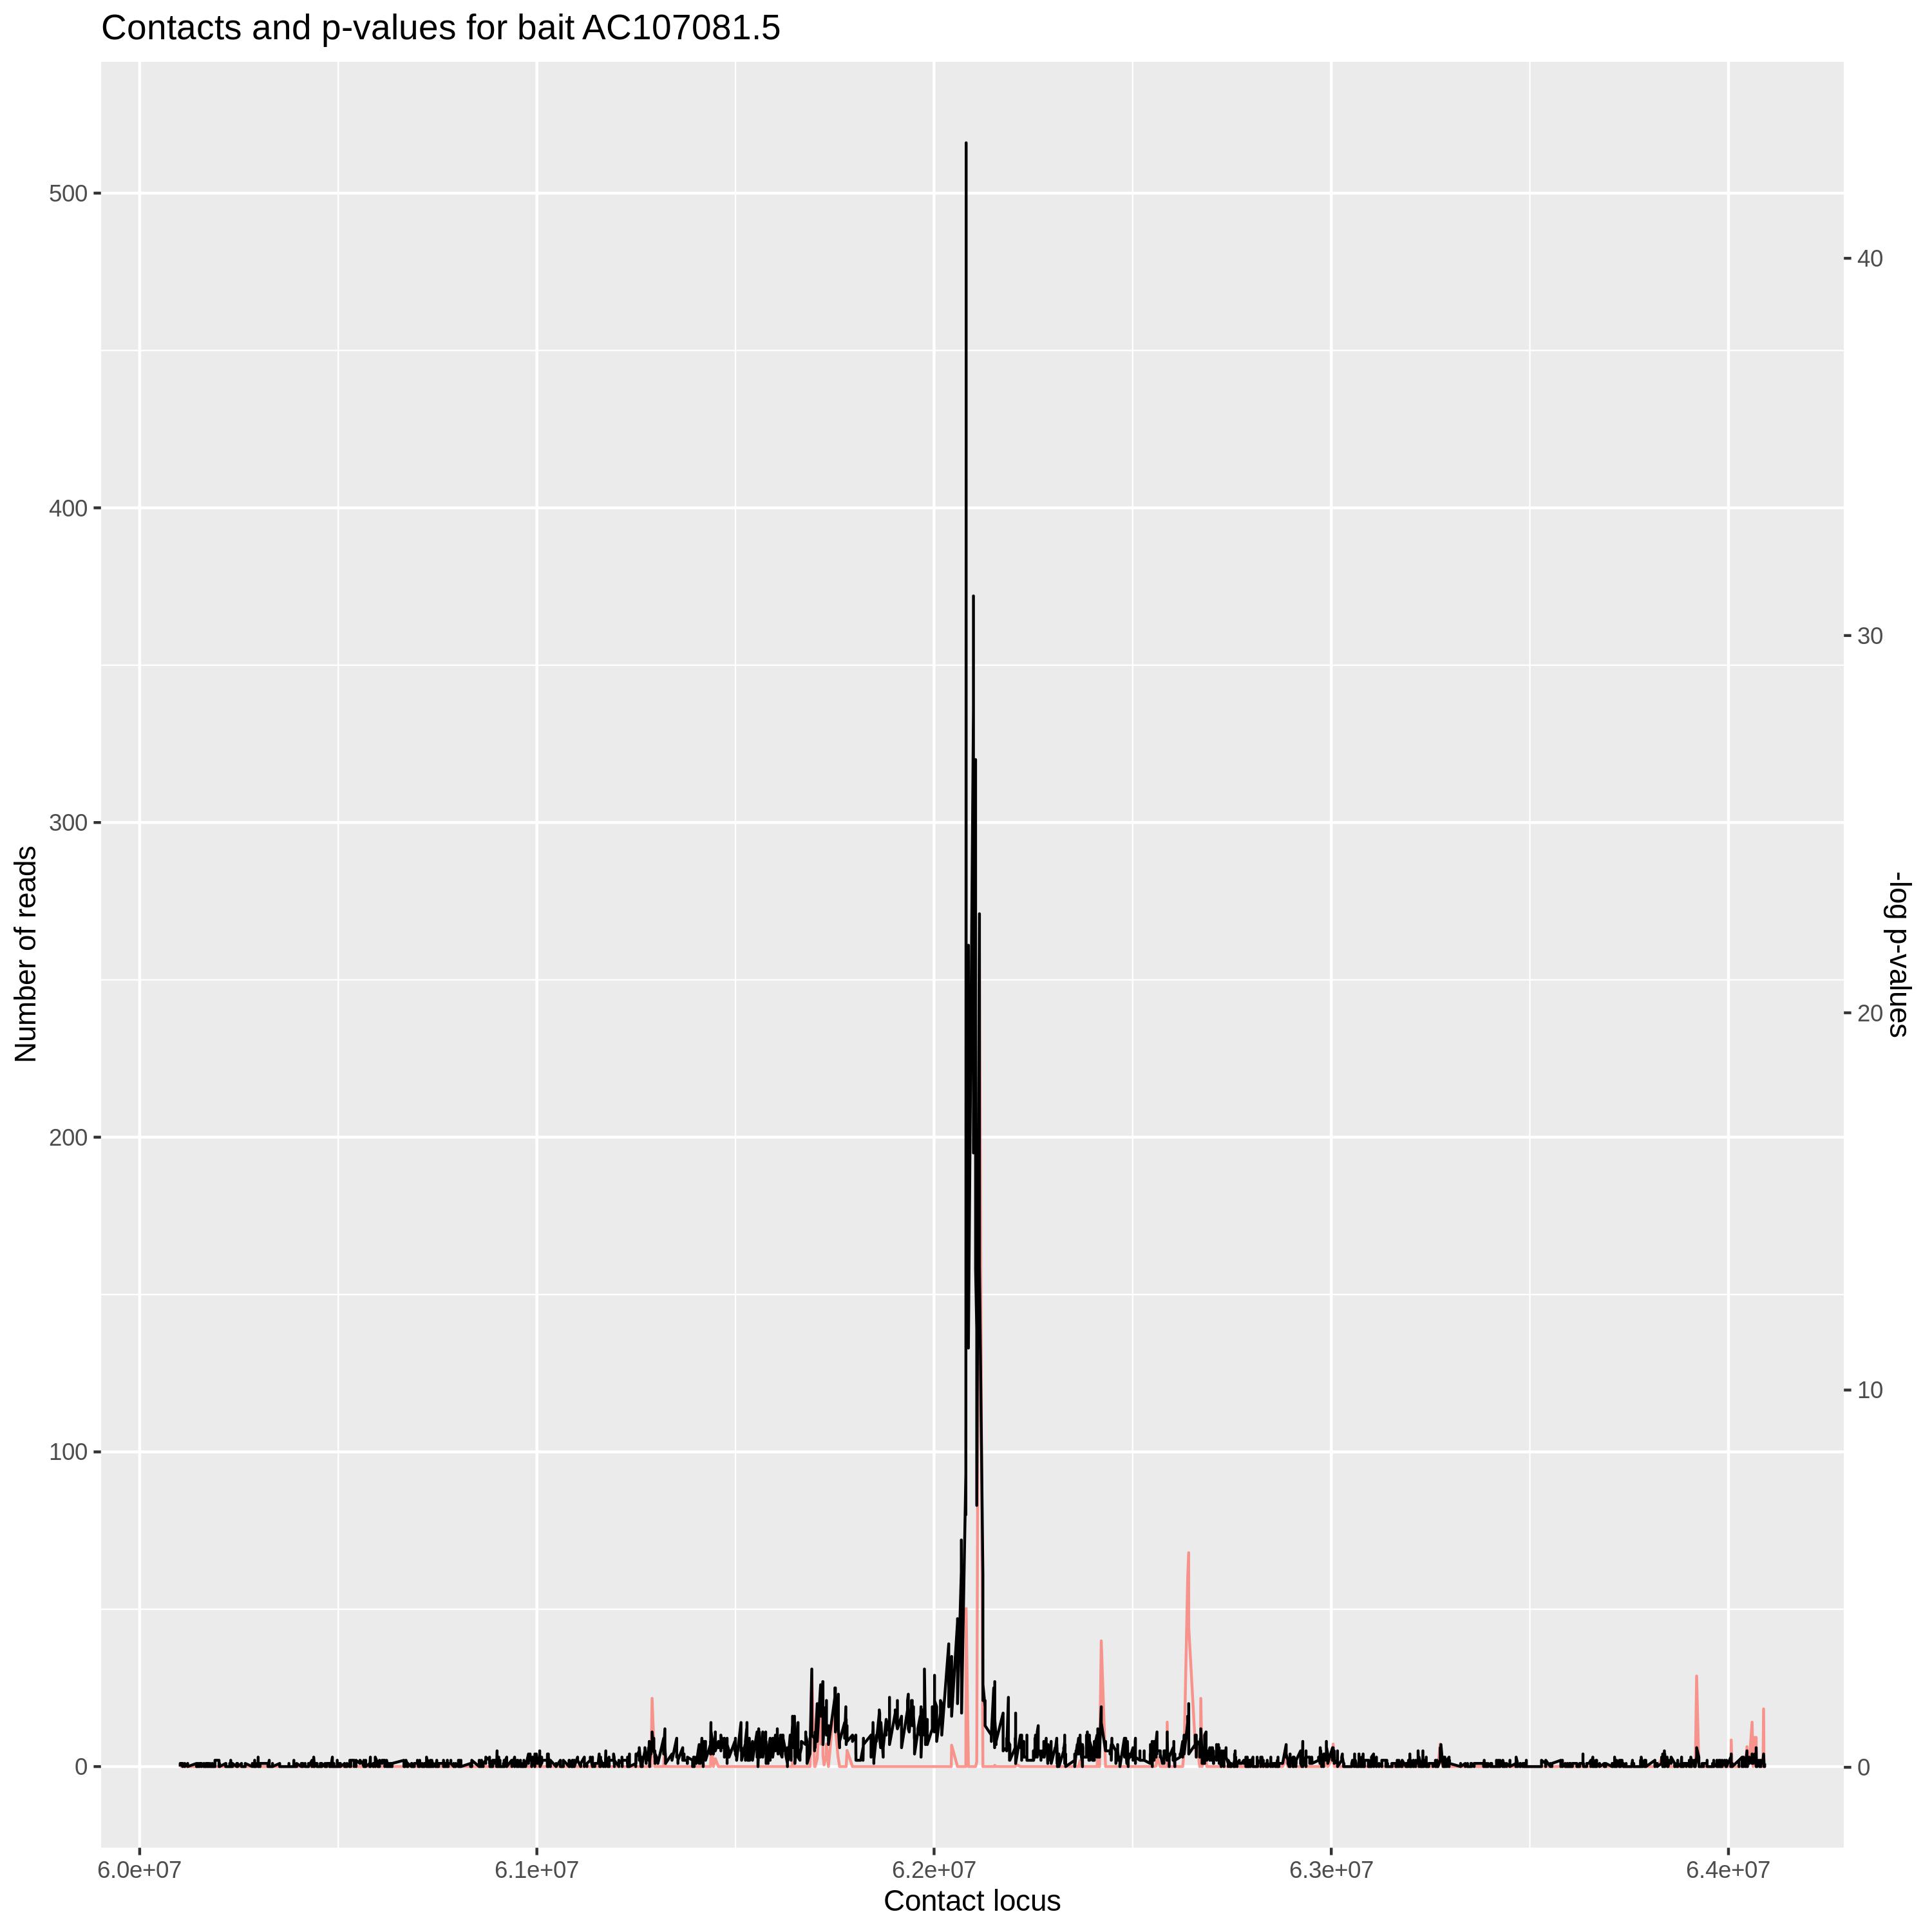 Contacts and p-values for bait AC107081.5
500
400
300
200
100
0
Number of reads
40
30
20
10
0
-log p-values
6.0e+07 6.1e+07 6.2e+07 6.3e+07 6.4e+07
Contact locus